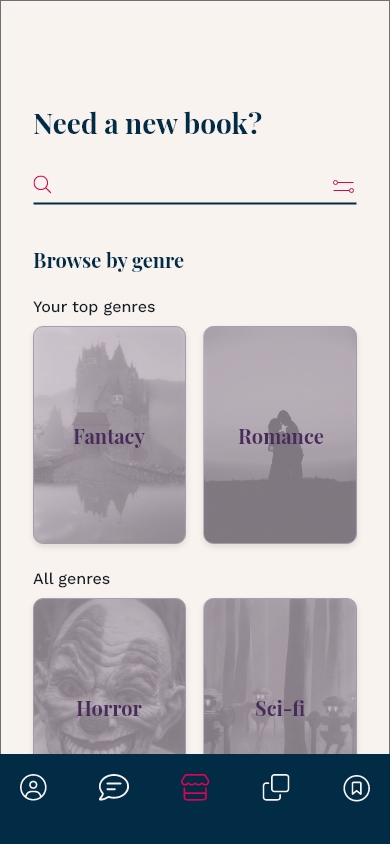 Need a new book?
Browse by genre
Your top genres
Fantacy
Romance
All genres
Horror
Sci-fi